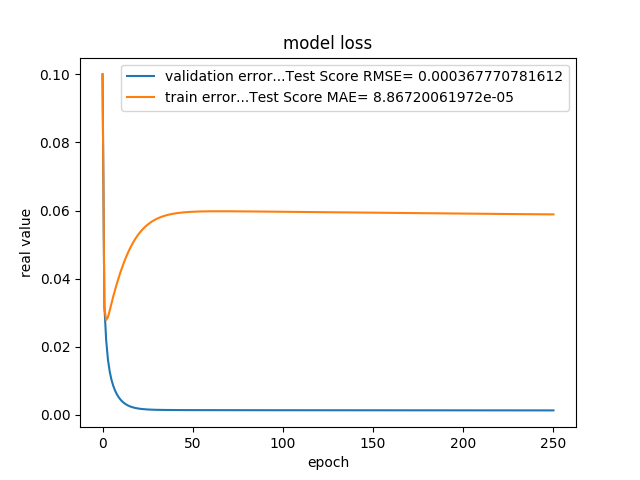 model loss
validation error...Test Score RMSE= 0.000367770781612
train error...Test Score MAE= 8.86720061972e-05
real value
0.10
0.08
0.06
0.04
0.02
0.00
0 50 100 150 200 250
epoch